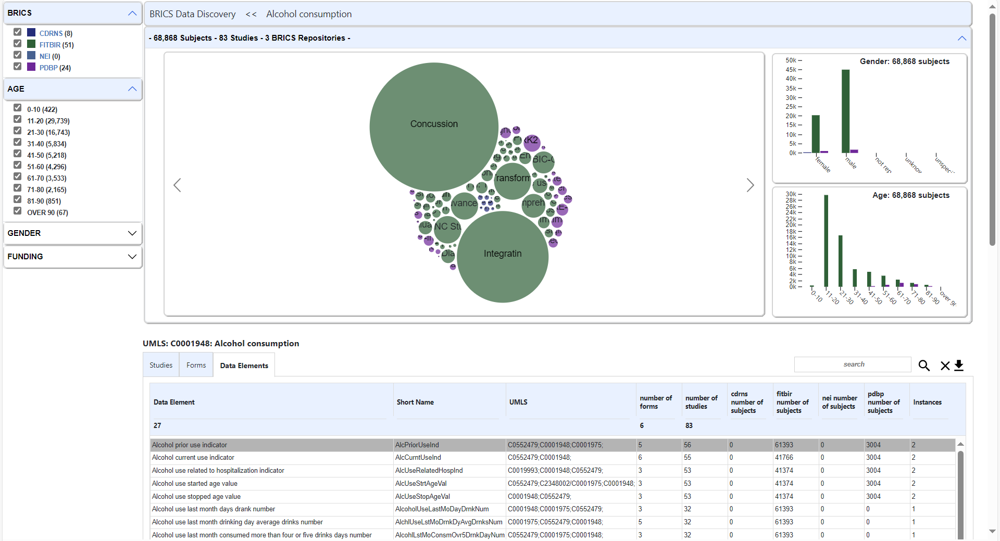 BRICS
CDRNS (8)
FITBIR (51)
NEI (0)
PDBP (24)
AGE
0-10 (422)
11-20 (29,739)
21-30 (16,743)
31-40 (5,834)
41-50 (5,218)
51-60 (4,296)
61-70 (3,533)
71-80 (2,165)
81-90 (851)
OVER 90 (67)
GENDER
FUNDING
BRICS Data Discovery << Alcohol consumption
- 68,868 Subjects - 83 Studies - 3 BRICS Repositories -
Concussion
KK2
En
BIC-
Transform
us
vance
npreh
NC St
Dia
Integratin
Gender: 68,868 subjects
50k
45k
40k
35k
30k
25k
20k
15k
10k
5k
0k
female
male
not rep
unknov
unspec
Age: 68,868 subjects
30k
28k
26k
24k
22k
20k
18k
16k
14k
12k
10k
8k
6k
4k
2k
0k
0-10
11-20
21-30
31-40
41-50
51-60
61-70
71-80
81-90
over 90
UMLS: C0001948: Alcohol consumption
Studies Forms Data Elements
search
Data Element Short Name UMLS number of forms number of studies cdrns number of subjects fitbir number of subjects nei number of subjects pdbp number of subjects Instances
27 6 83
Alcohol prior use indicator AlcPriorUseInd C0552479;C0001948;C0001975; 5 56 0 61393 0 3004 2
Alcohol current use indicator AlcCurntUseInd C0552479;C0001948; 6 55 0 41766 0 3004 2
Alcohol use related to hospitalization indicator AlcUseRelatedHospInd C0019993;C0001948;C0552479; 3 53 0 41374 0 3004 2
Alcohol use started age value AlcUseStrtAgeVal C0552479;C2348002/C0001975;C0001948; 3 53 0 41374 0 3004 2
Alcohol use stopped age value AlcUseStopAgeVal C0001948;C0552479; 3 53 0 41374 0 3004 2
Alcohol use last month days drank number AlcoholUseLastMoDayDrnkNum C0001948;C0001975;C0552479; 3 32 0 61393 0 0 1
Alcohol use last month drinking day average drinks number AlchlUseLstMoDrnkDyAvgDrnksNum C0001975;C0552479;C0001948; 5 32 0 61393 0 0 1
Alcohol use last month consumed more than four or five drinks days number AlcohlLstMoConsmOvr5DrnkDayNum C0552479;C0001975;C0001948; 3 32 0 61393 0 0 1